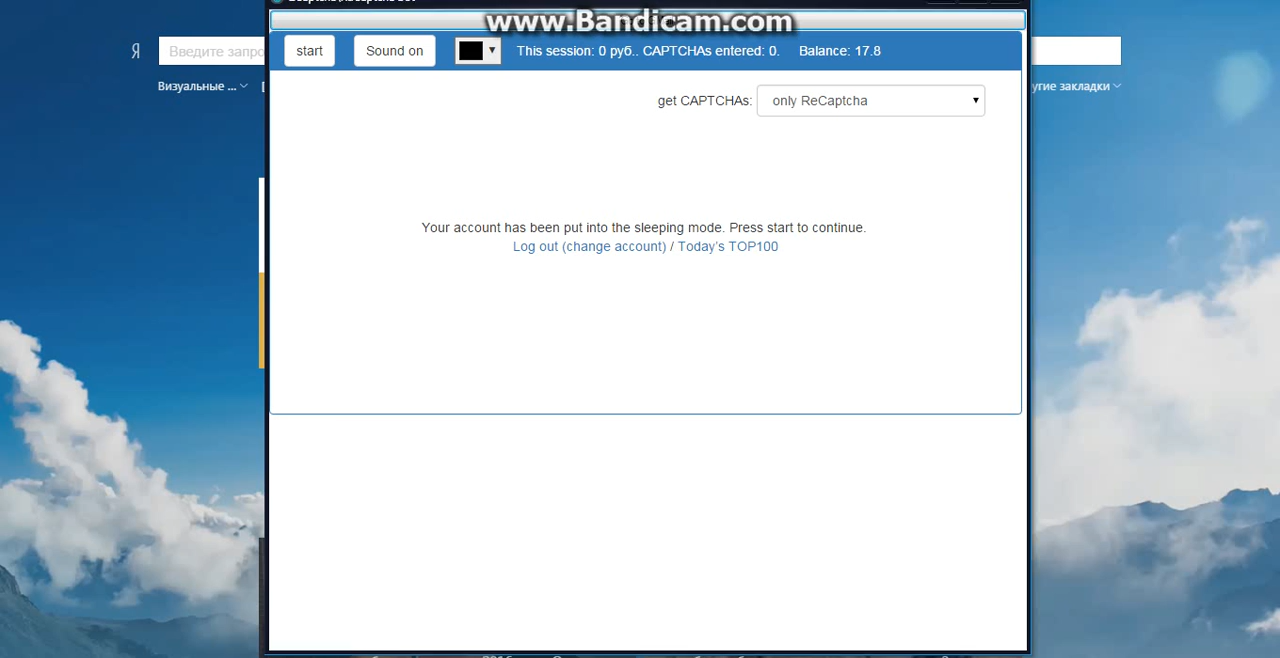 www.Bandicam.com
start Sound on This session: 0 руб.. CAPTCHAs entered: 0. Balance: 17.8
Я Введите запро
Визуальные ...
угие закладки
get CAPTCHAs: only ReCaptcha
Your account has been put into the sleeping mode. Press start to continue.
Log out (change account) / Today's TOP100